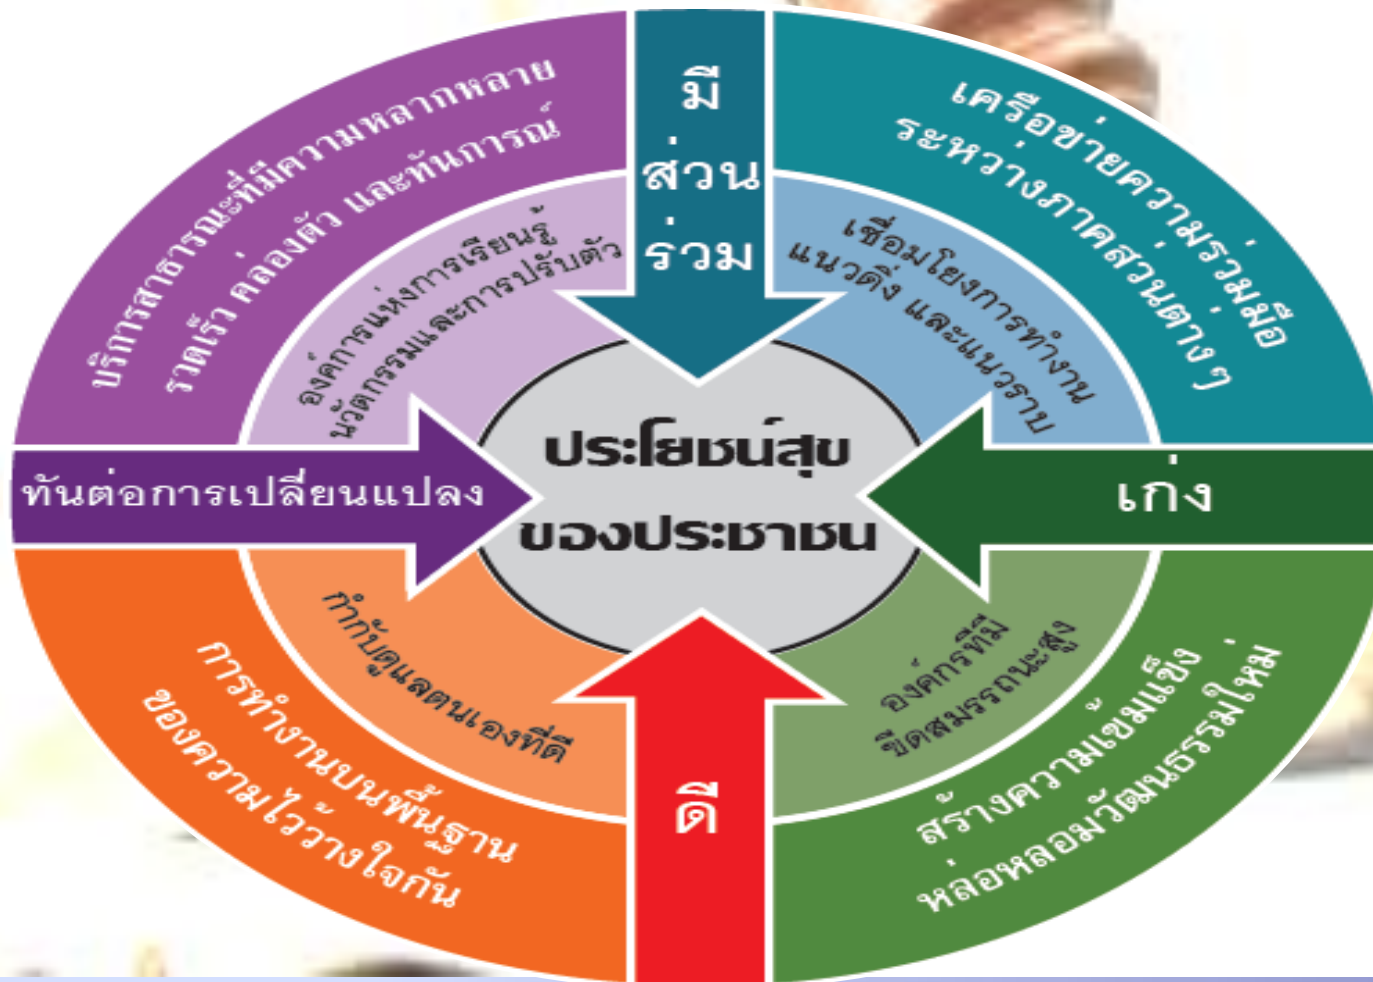 บริการสาธารณะที่มีความหลากหลาย
รวดเร็ว คล่องตัว และทันการณ์
องค์การแห่งการเรียนรู้
นวัตกรรมและการปรับตัว
มี
ส่วน
ร่วม
เครือข่ายความร่วมมือ
ระหว่างภาคส่วนต่างๆ
เชื่อมโยงการทำงาน
แนวดิ่ง และแนวราบ
ทันต่อการเปลี่ยนแปลง
ประโยชน์สุข
ของประชาชน
เก่ง
กำกับดูแลตนเองที่ดี
การทำงานบนพื้นฐาน
ของความไว้วางใจกัน
ดี
องค์กรที่มี
ขีดสมรรถนะสูง
สร้างความเข้มแข็ง
หล่อหลอมวัฒนธรรมใหม่